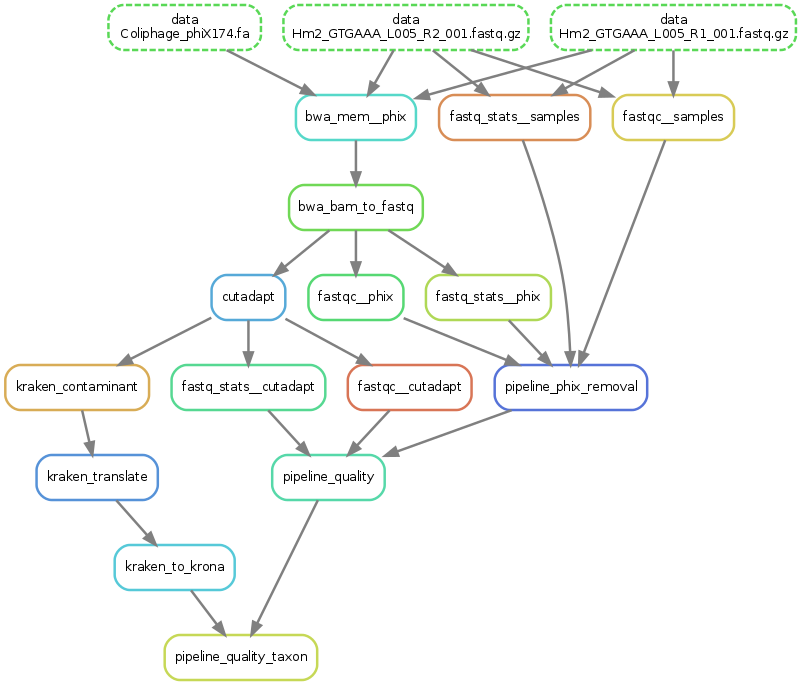 data
Coliphage_phiX174.fa
data
Hm2_GTGAAA_L005_R2_001.fastq.gz
data
Hm2_GTGAAA_L005_R1_001.fastq.gz
bwa_mem__phix
fastq_stats__samples
fastqc__samples
bwa_bam_to_fastq
cutadapt
fastqc__phix
fastq_stats__phix
kraken_contaminant
fastq_stats__cutadapt
fastqc__cutadapt
pipeline_phix_removal
kraken_translate
pipeline_quality
kraken_to_krona
pipeline_quality_taxon